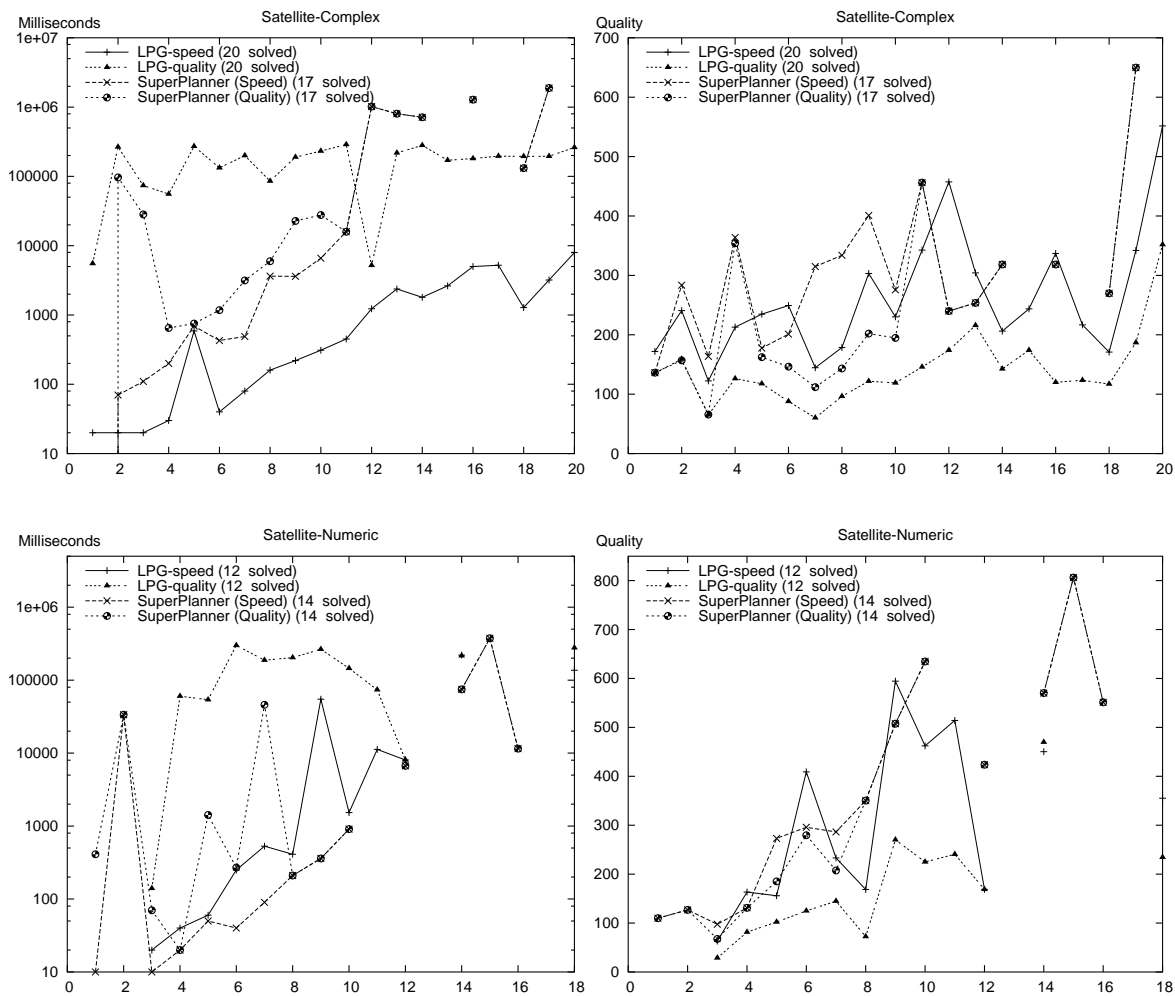 Satellite-Complex
Milliseconds
1e+07
1e+06
100000
10000
1000
100
10
LPG-speed (20 solved)
LPG-quality (20 solved)
SuperPlanner (Speed) (17 solved)
SuperPlanner (Quality) (17 solved)
0 2 4 6 8 10 12 14 16 18 20
Satellite-Complex
Quality
700
600
500
400
300
200
100
0
LPG-speed (20 solved)
LPG-quality (20 solved)
SuperPlanner (Speed) (17 solved)
SuperPlanner (Quality) (17 solved)
0 2 4 6 8 10 12 14 16 18 20
Satellite-Numeric
Milliseconds
1e+06
100000
10000
1000
100
10
LPG-speed (12 solved)
LPG-quality (12 solved)
SuperPlanner (Speed) (14 solved)
SuperPlanner (Quality) (14 solved)
0 2 4 6 8 10 12 14 16 18
Satellite-Numeric
Quality
800
700
600
500
400
300
200
100
0
LPG-speed (12 solved)
LPG-quality (12 solved)
SuperPlanner (Speed) (14 solved)
SuperPlanner (Quality) (14 solved)
0 2 4 6 8 10 12 14 16 18